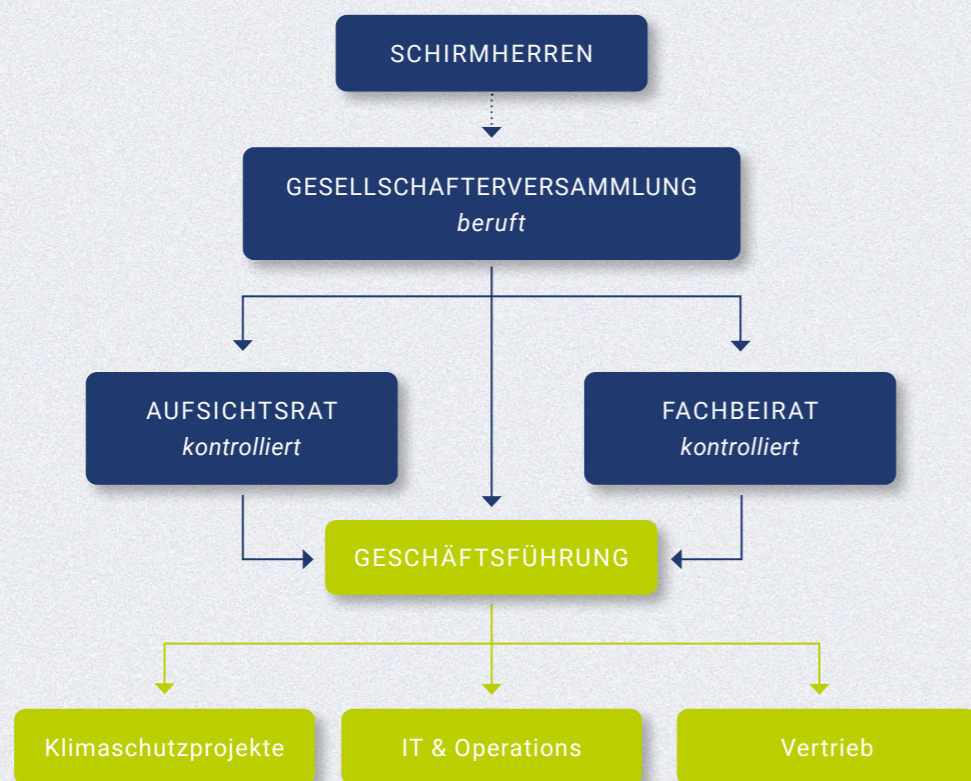 SCHIRMHERREN
GESELLSCHAFTERVERSAMMLUNG
beruft
AUFSICHTSRAT
kontrolliert
FACHBEIRAT
kontrolliert
GESCHÄFTSFÜHRUNG
Klimaschutzprojekte
IT & Operations
Vertrieb